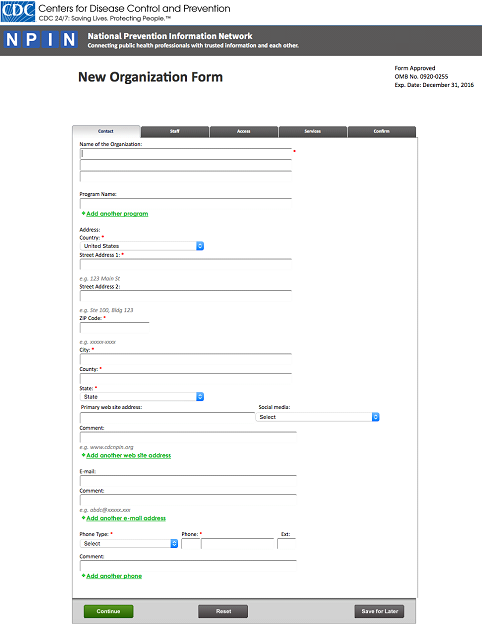 CDC Centers for Disease Control and Prevention
CDC 24/7: Saving Lives. Protecting People.™
NPIN National Prevention Information Network
Connecting public health professionals with trusted information and each other.
New Organization Form
Form Approved
OMB No. 0920-0255
Exp. Date: December 31, 2016
Contact Staff Access Services Confirm
Name of the Organization:
*
Program Name:
+Add another program
Address:
Country: *
United States
Street Address 1: *
e.g. 123 Main St
Street Address 2:
e.g. Ste 100, Bldg 123
ZIP Code: *
e.g. xxxxx-xxxx
City: *
County: *
State: *
State
Primary web site address: Social media:
Select
Comment:
e.g. www.cdcnpin.org
+Add another web site address
E-mail:
Comment:
e.g. abdc@xxxxx.xxx
+Add another e-mail address
Phone Type: * Phone: * Ext:
Select
Comment:
+Add another phone
Continue Reset Save for Later